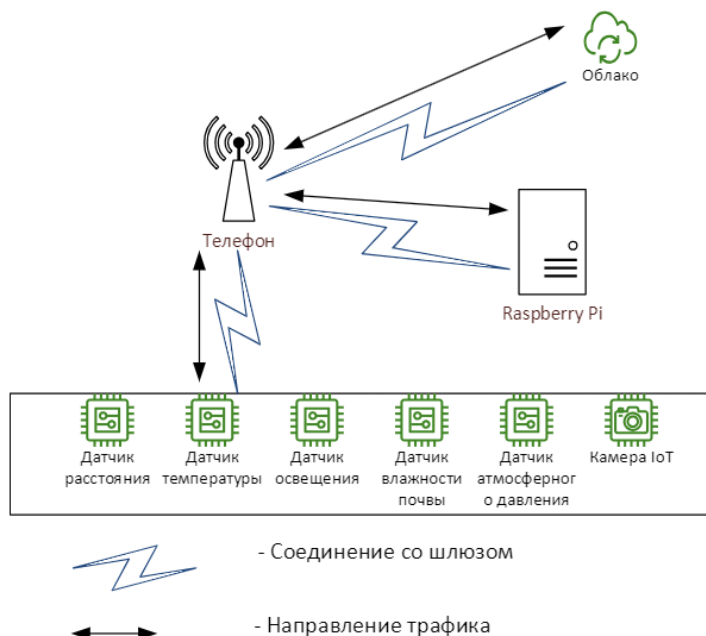 Облако
Телефон
Raspberry Pi
Датчик
расстояния
Датчик
температуры
Датчик
освещения
Датчик
влажности
почвы
Датчик
атмосферног
о давления
Камера IoT
- Соединение со шлюзом
- Направление трафика